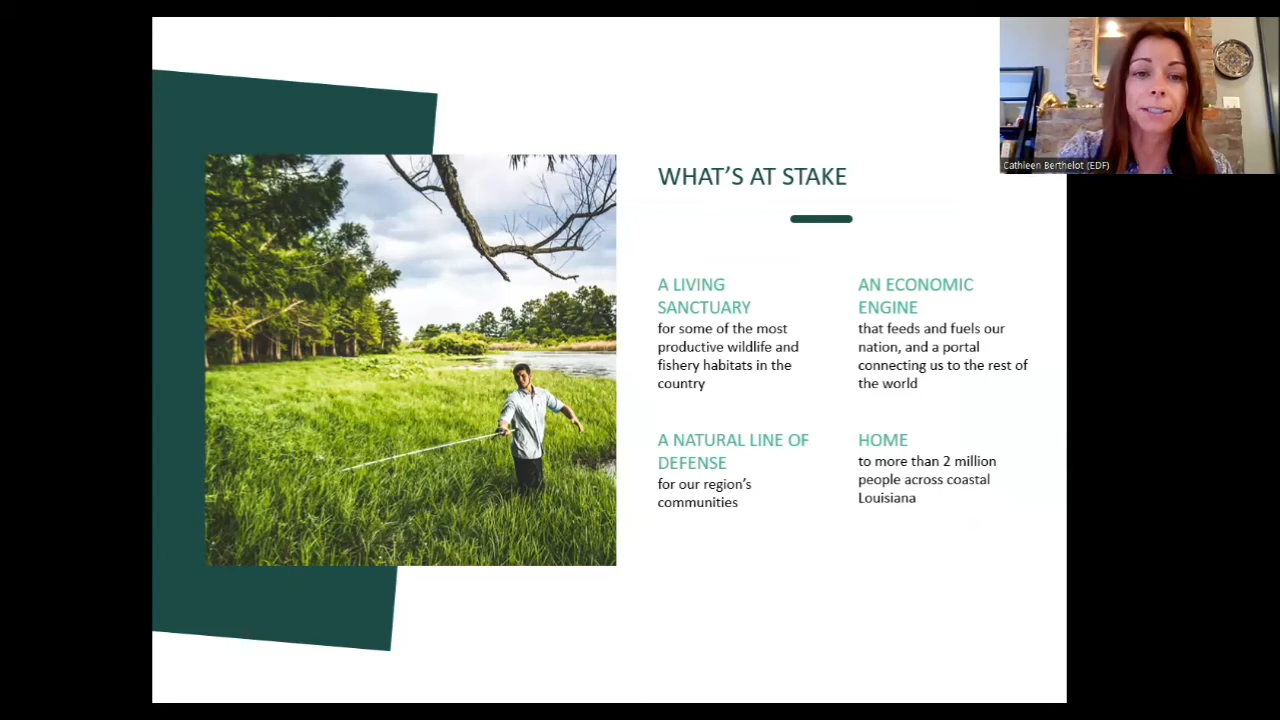 Cathleen Berthelot (EDF)
WHAT'S AT STAKE
A LIVING
SANCTUARY
for some of the most
productive wildlife and
fishery habitats in the
country
AN ECONOMIC
ENGINE
that feeds and fuels our
nation, and a portal
connecting us to the rest of
the world
A NATURAL LINE OF
DEFENSE
for our region's
communities
HOME
to more than 2 million
people across coastal
Louisiana